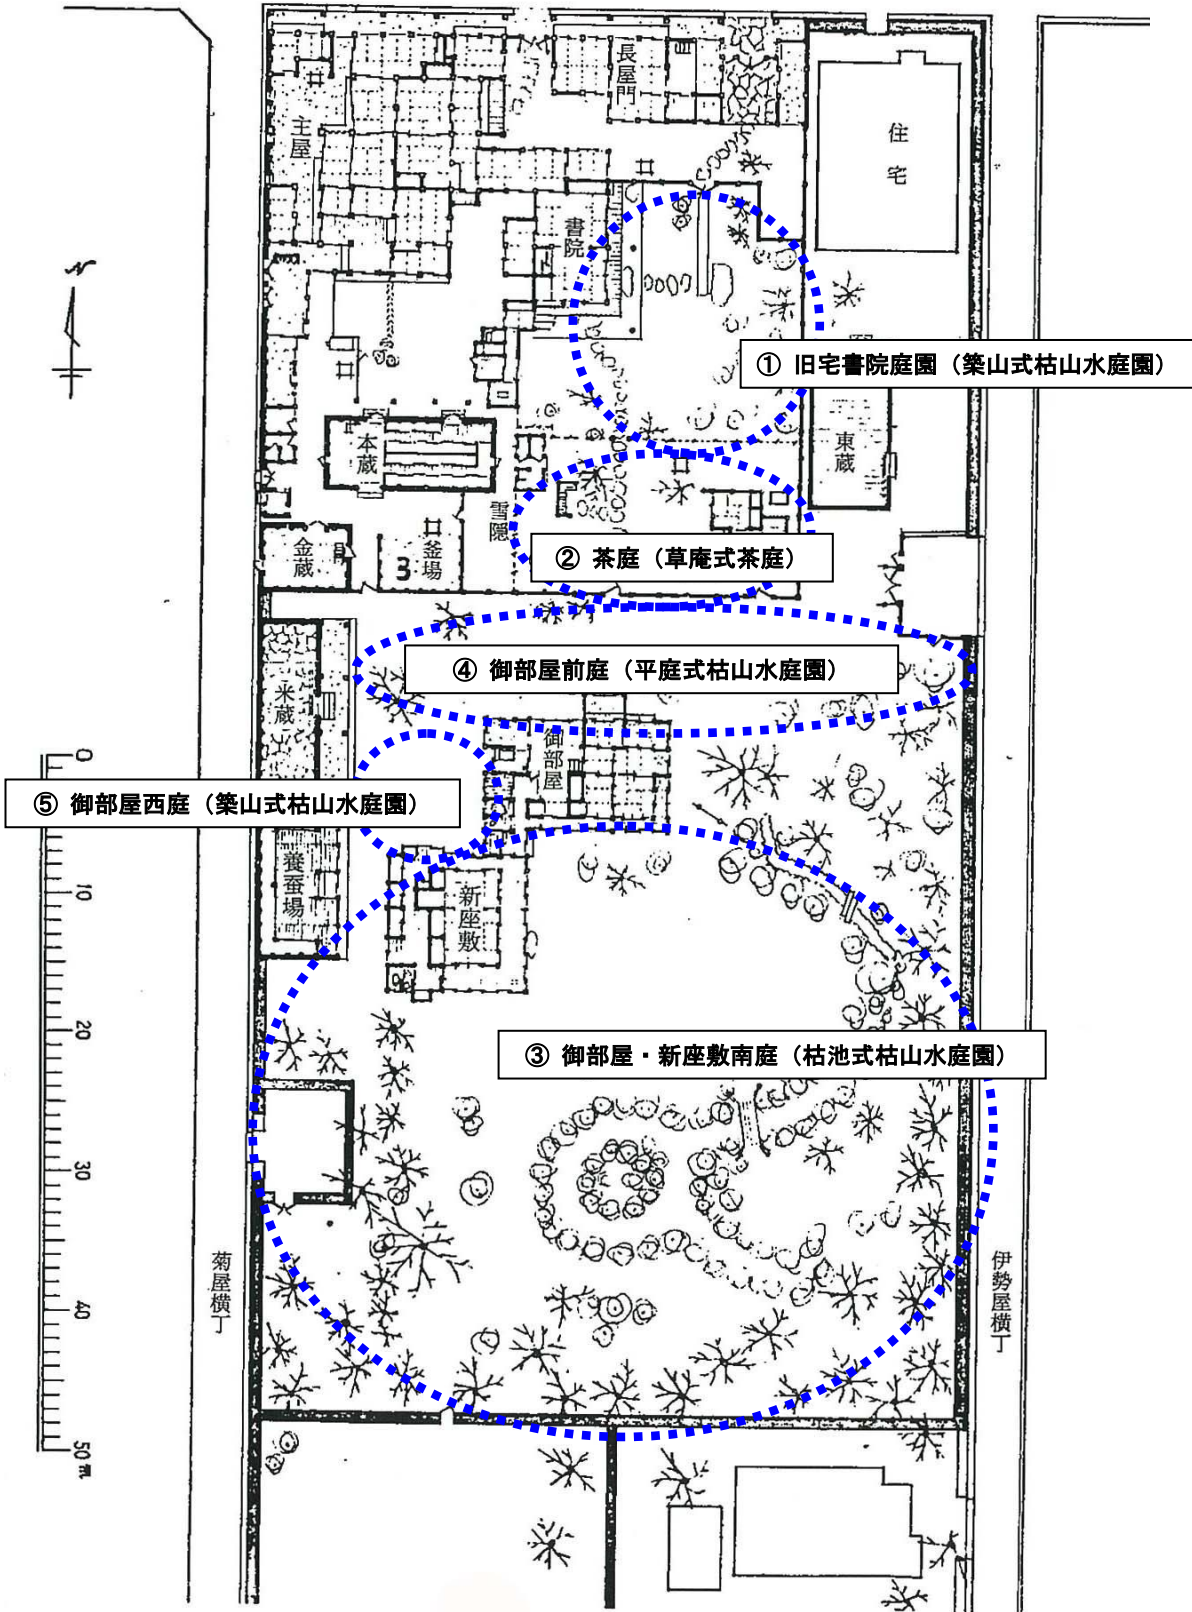 長屋門
主屋
住宅
書院
① 旧宅書院庭園（築山式枯山水庭園）
本蔵
東蔵
雪隠
金蔵
釜場
② 茶庭（草庵式茶庭）
④ 御部屋前庭（平庭式枯山水庭園）
米蔵
御部屋
0
⑤ 御部屋西庭（築山式枯山水庭園）
養蚕場
10
新座敷
20
③ 御部屋・新座敷南庭（枯池式枯山水庭園）
30
菊屋横丁
伊勢屋横丁
40
50m